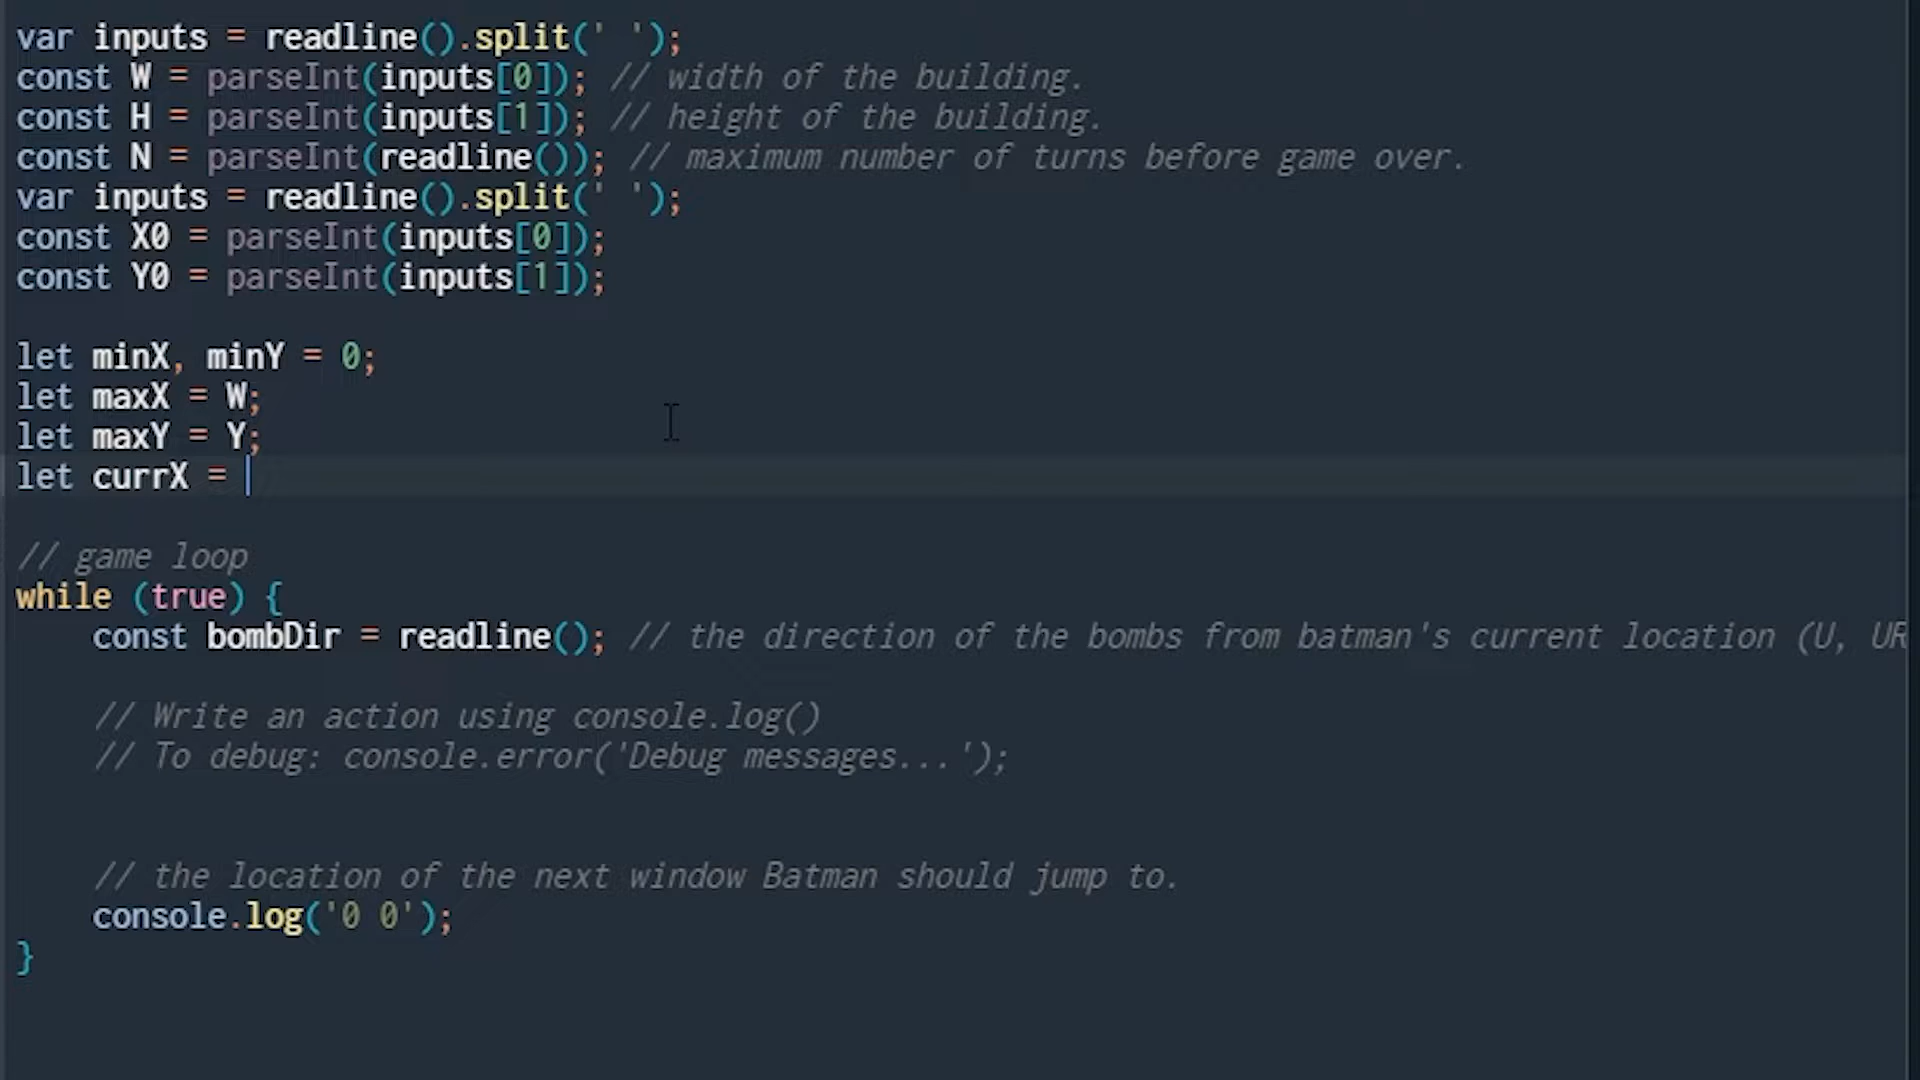 var inputs = readline().split(' ');
const W = parseInt(inputs[0]); // width of the building.
const H = parseInt(inputs[1]); // height of the building.
const N = parseInt(readline()); // maximum number of turns before game over.
var inputs = readline().split(' ');
const X0 = parseInt(inputs[0]);
const Y0 = parseInt(inputs[1]);
let minX, minY = 0;
let maxX = W;
let maxY = Y;
let currX =
// game loop
while (true) {
const bombDir = readline(); // the direction of the bombs from batman's current location (U, UR
// Write an action using console.log()
// To debug: console.error('Debug messages...');
// the location of the next window Batman should jump to.
console.log('0 0');
}